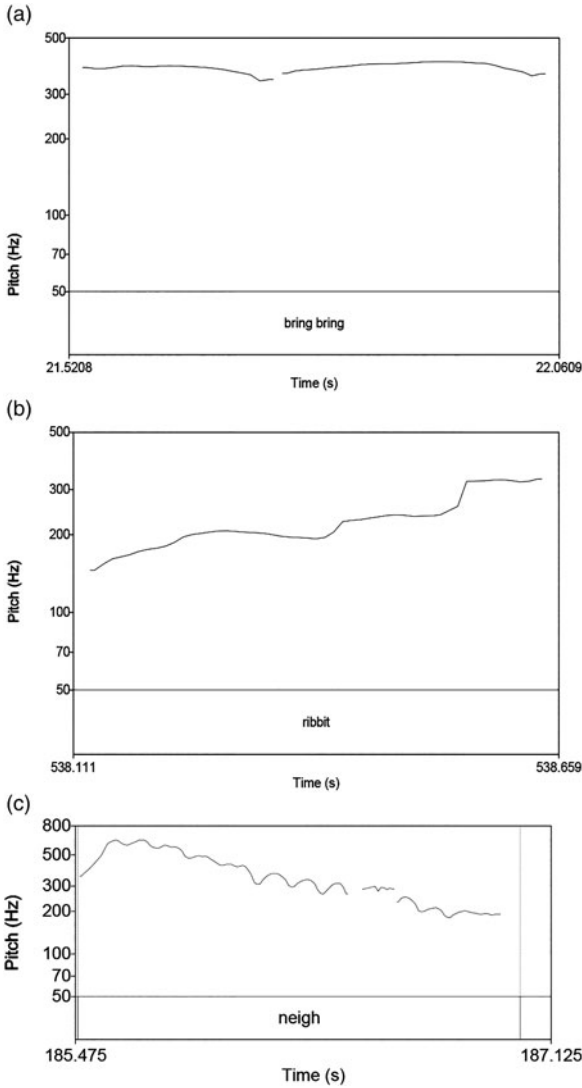 (a)
500
300
200
100
70
50
Pitch (Hz)
bring bring
21.5208
22.0609
Time (s)
(b)
500
300
200
100
70
50
Pitch (Hz)
ribbit
538.111
538.659
Time (s)
(c)
800
500
300
200
100
70
50
Pitch (Hz)
neigh
185.475
187.125
Time (s)